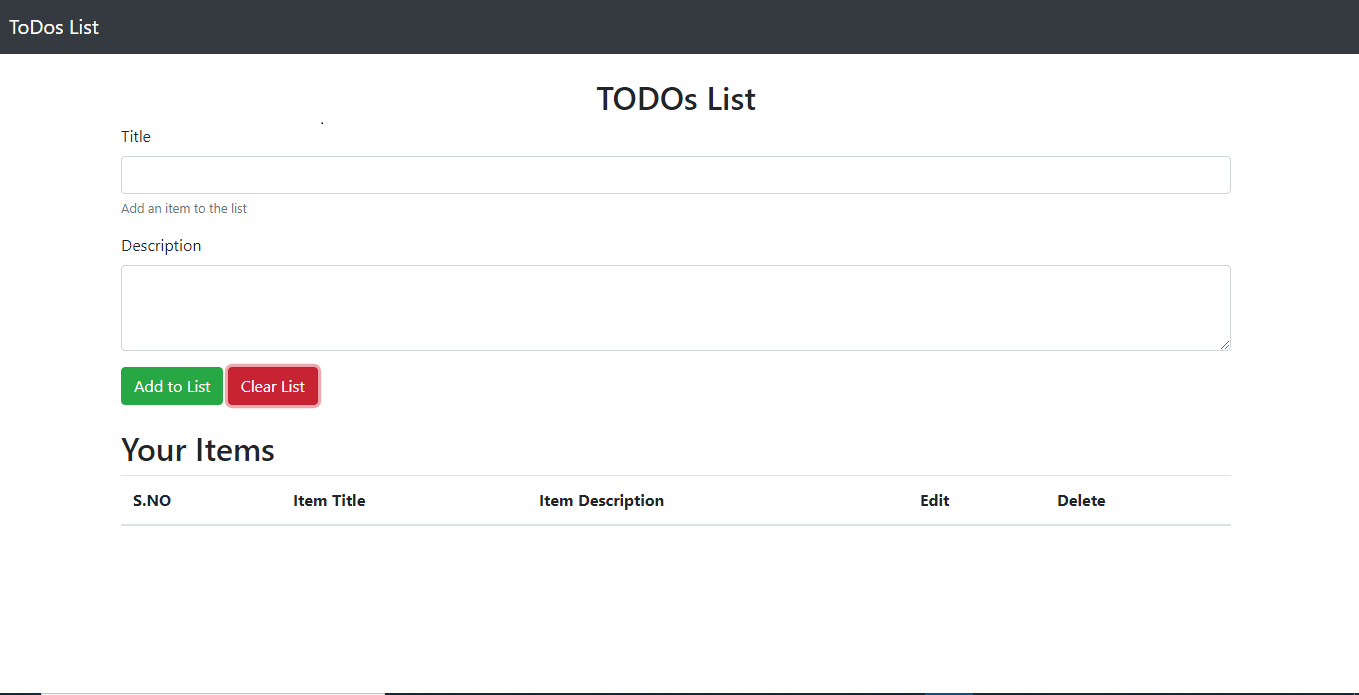 ToDos List
TODOs List
Title
Add an item to the list
Description
Add to List Clear List
Your Items
S.NO Item Title Item Description Edit Delete